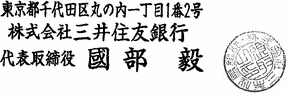 東京都千代田区丸の内一丁目1番2号
株式会社三井住友銀行
代表取締役 國部 毅